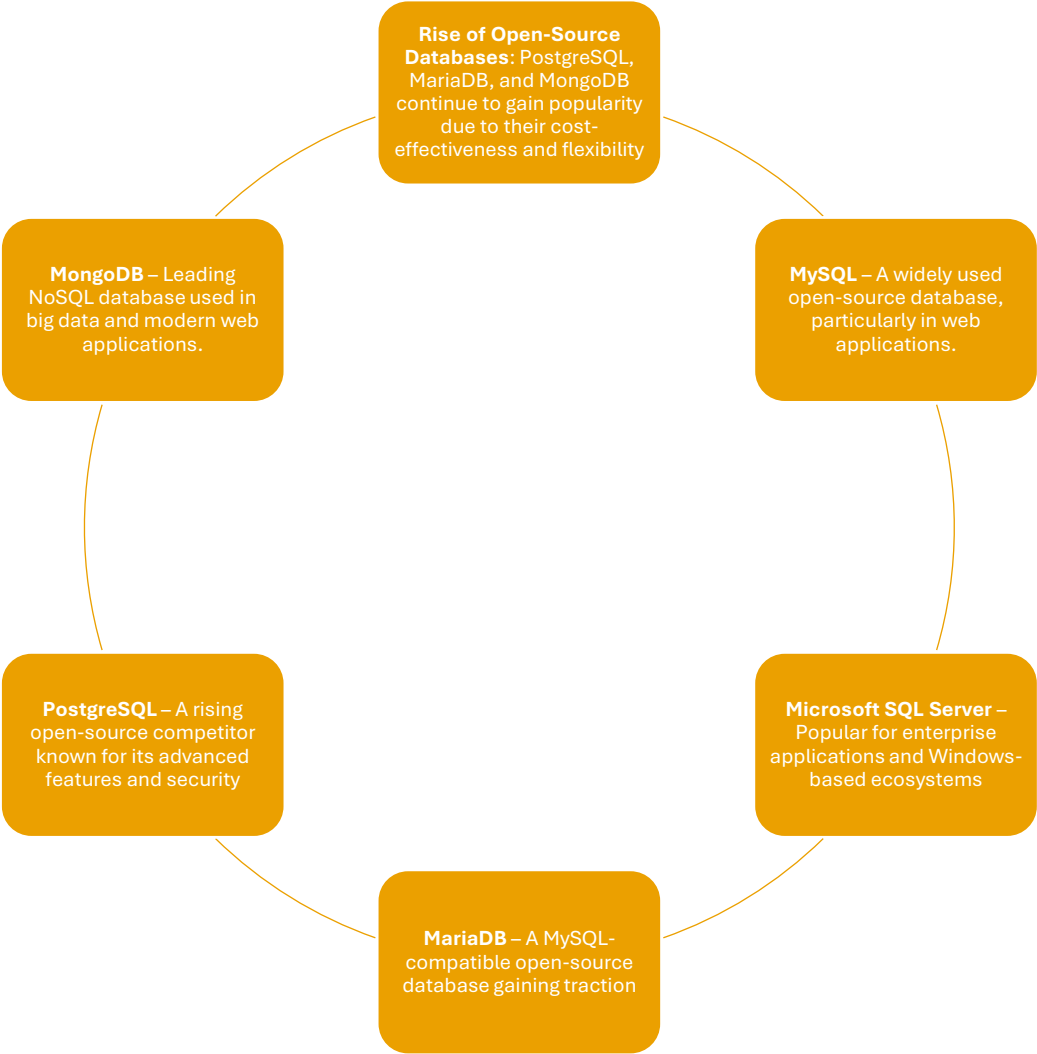 Rise of Open-Source
Databases: PostgreSQL,
MariaDB, and MongoDB
continue to gain popularity
due to their cost-
effectiveness and flexibility
MySQL – A widely used
open-source database,
particularly in web
applications.
Microsoft SQL Server –
Popular for enterprise
applications and Windows-
based ecosystems
MariaDB – A MySQL-
compatible open-source
database gaining traction
PostgreSQL – A rising
open-source competitor
known for its advanced
features and security
MongoDB – Leading
NoSQL database used in
big data and modern web
applications.